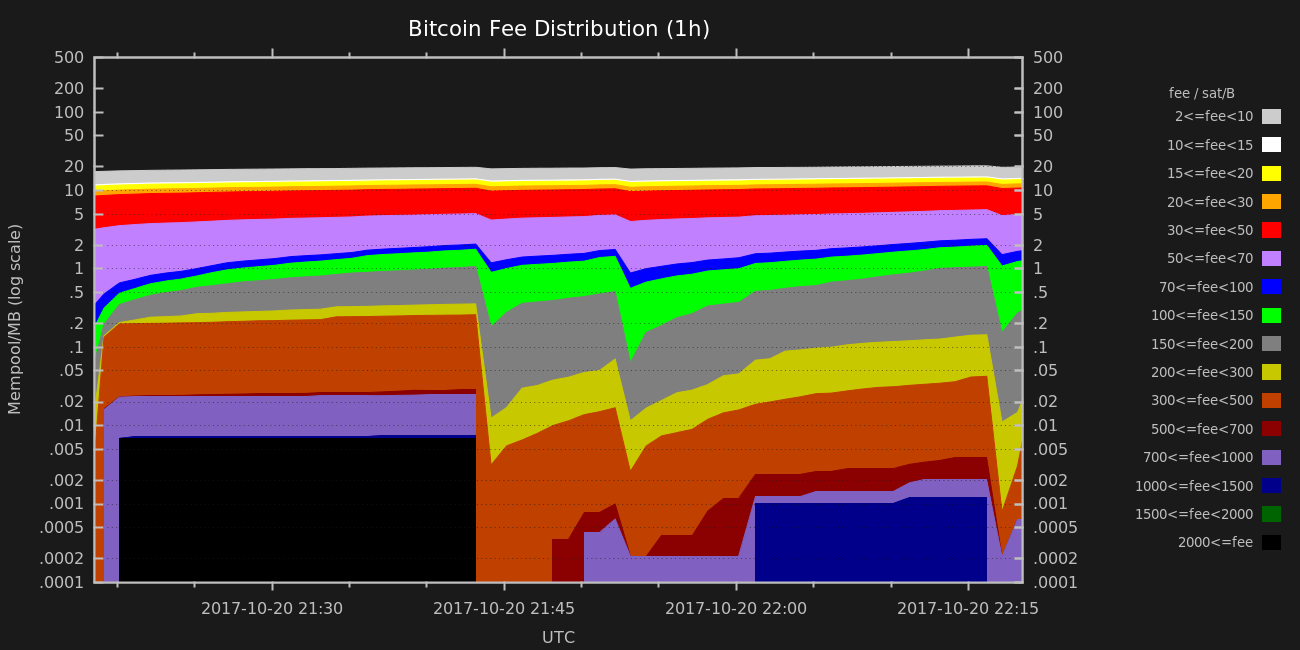 Bitcoin Fee Distribution (1h)
500
200
100
50
20
10
5
2
1
.5
.2
.1
.05
.02
.01
.005
.002
.001
.0005
.0002
.0001
Mempool/MB (log scale)
500
200
100
50
20
10
5
2
1
.5
.2
.1
.05
.02
.01
.005
.002
.001
.0005
.0002
.0001
2017-10-20 21:30
2017-10-20 21:45
2017-10-20 22:00
2017-10-20 22:15
UTC
fee / sat/B
2<=fee<10
10<=fee<15
15<=fee<20
20<=fee<30
30<=fee<50
50<=fee<70
70<=fee<100
100<=fee<150
150<=fee<200
200<=fee<300
300<=fee<500
500<=fee<700
700<=fee<1000
1000<=fee<1500
1500<=fee<2000
2000<=fee